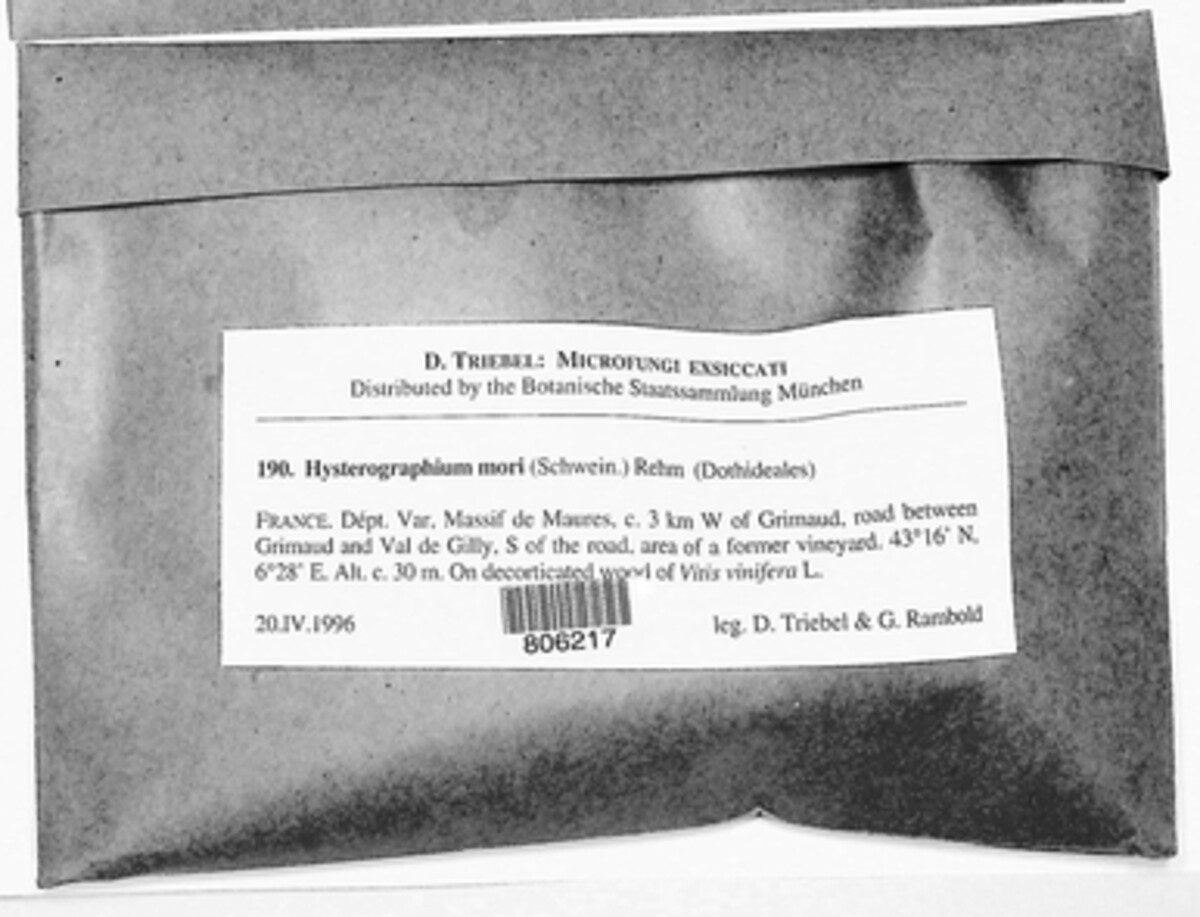 D. TRIEBEL: MICROFUNGI EXSICCATI
Distributed by the Botanische Staatssammlung München
190. Hysterographium mori (Schwein.) Rehm (Dothideales)
FRANCE. Dépt. Var. Massif de Maures, c. 3 km W of Grimaud, road between
Grimaud and Val de Gilly, S of the road, area of a former vineyard. 43°16' N,
6°28' E. Alt. c. 30 m. On decorticated wood of Vitis vinifera L.
20.IV.1996
leg. D. Triebel & G. Rambold
806217